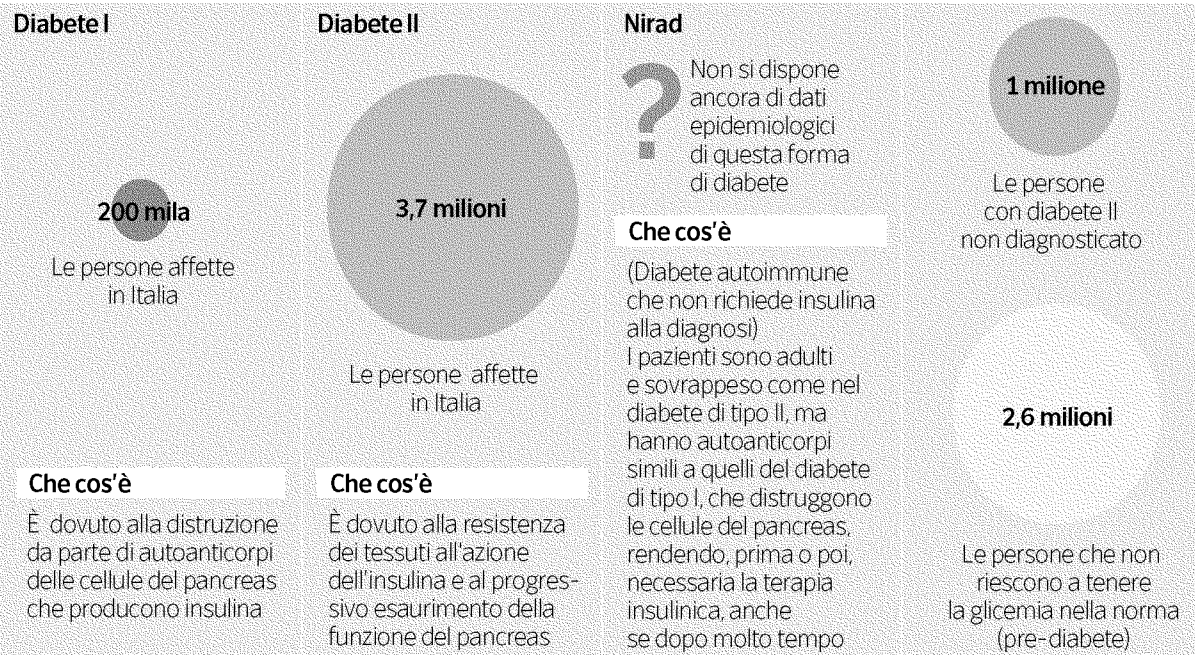 Diabete I
200 mila
Le persone affette
in Italia
Che cos'è
È dovuto alla distruzione
da parte di autoanticorpi
delle cellule del pancreas
che producono insulina
Diabete II
3,7 milioni
Le persone affette
in Italia
Che cos'è
È dovuto alla resistenza
dei tessuti all'azione
dell'insulina e al progres-
sivo esaurimento della
funzione del pancreas
Nirad
?
Non si dispone
ancora di dati
epidemiologici
di questa forma
di diabete
Che cos'è
(Diabete autoimmune
che non richiede insulina
alla diagnosi)
I pazienti sono adulti
e sovrappeso come nel
diabete di tipo II, ma
hanno autoanticorpi
simili a quelli del diabete
di tipo I, che distruggono
le cellule del pancreas,
rendendo, prima o poi,
necessaria la terapia
insulinica, anche
se dopo molto tempo
1 milione
Le persone
con diabete II
non diagnosticato
2,6 milioni
Le persone che non
riescono a tenere
la glicemia nella norma
(pre-diabete)